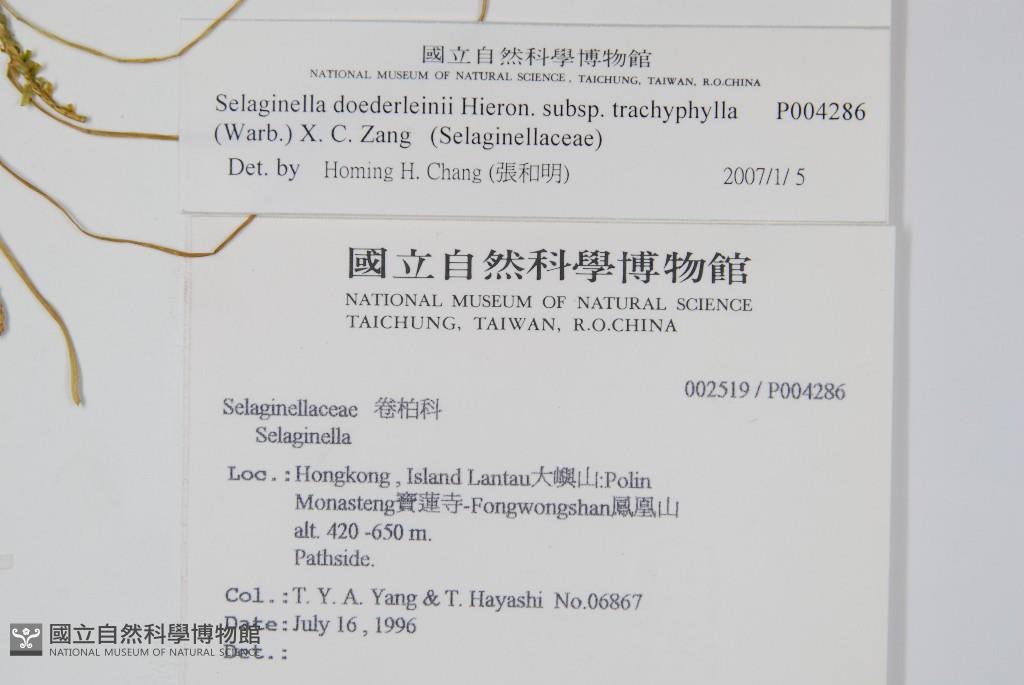 國立自然科學博物館
NATIONAL MUSEUM OF NATURAL SCIENCE, TAICHUNG, TAIWAN, R.O.CHINA
Selaginella doederleinii Hieron. subsp. trachyphylla P004286
(Warb.) X. C. Zang (Selaginellaceae)
Det. by Homing H. Chang (張和明) 2007/1/ 5
國立自然科學博物館
NATIONAL MUSEUM OF NATURAL SCIENCE
TAICHUNG, TAIWAN, R.O.CHINA
002519 / P004286
Selaginellaceae 卷柏科
Selaginella
Loc.:Hongkong , Island Lantau大嶼山:Polin
Monasteng寶蓮寺-Fongwongshan鳳凰山
alt. 420 -650 m.
Pathside.
Col.:T. Y. A. Yang & T. Hayashi No.06867
Date:July 16 , 1996
Det.:
國立自然科學博物館
NATIONAL MUSEUM OF NATURAL SCIENCE